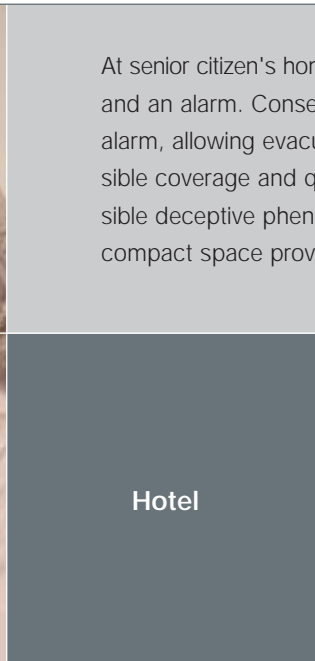 At senior citizen's hom
and an alarm. Conse
alarm, allowing evacu
sible coverage and q
sible deceptive phen
compact space prov
Hotel